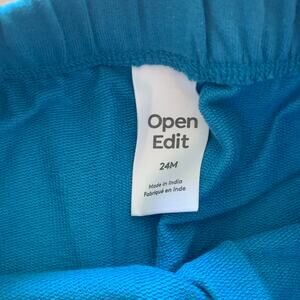 Open
Edit
24M
Made in India
Fabriqué en Inde